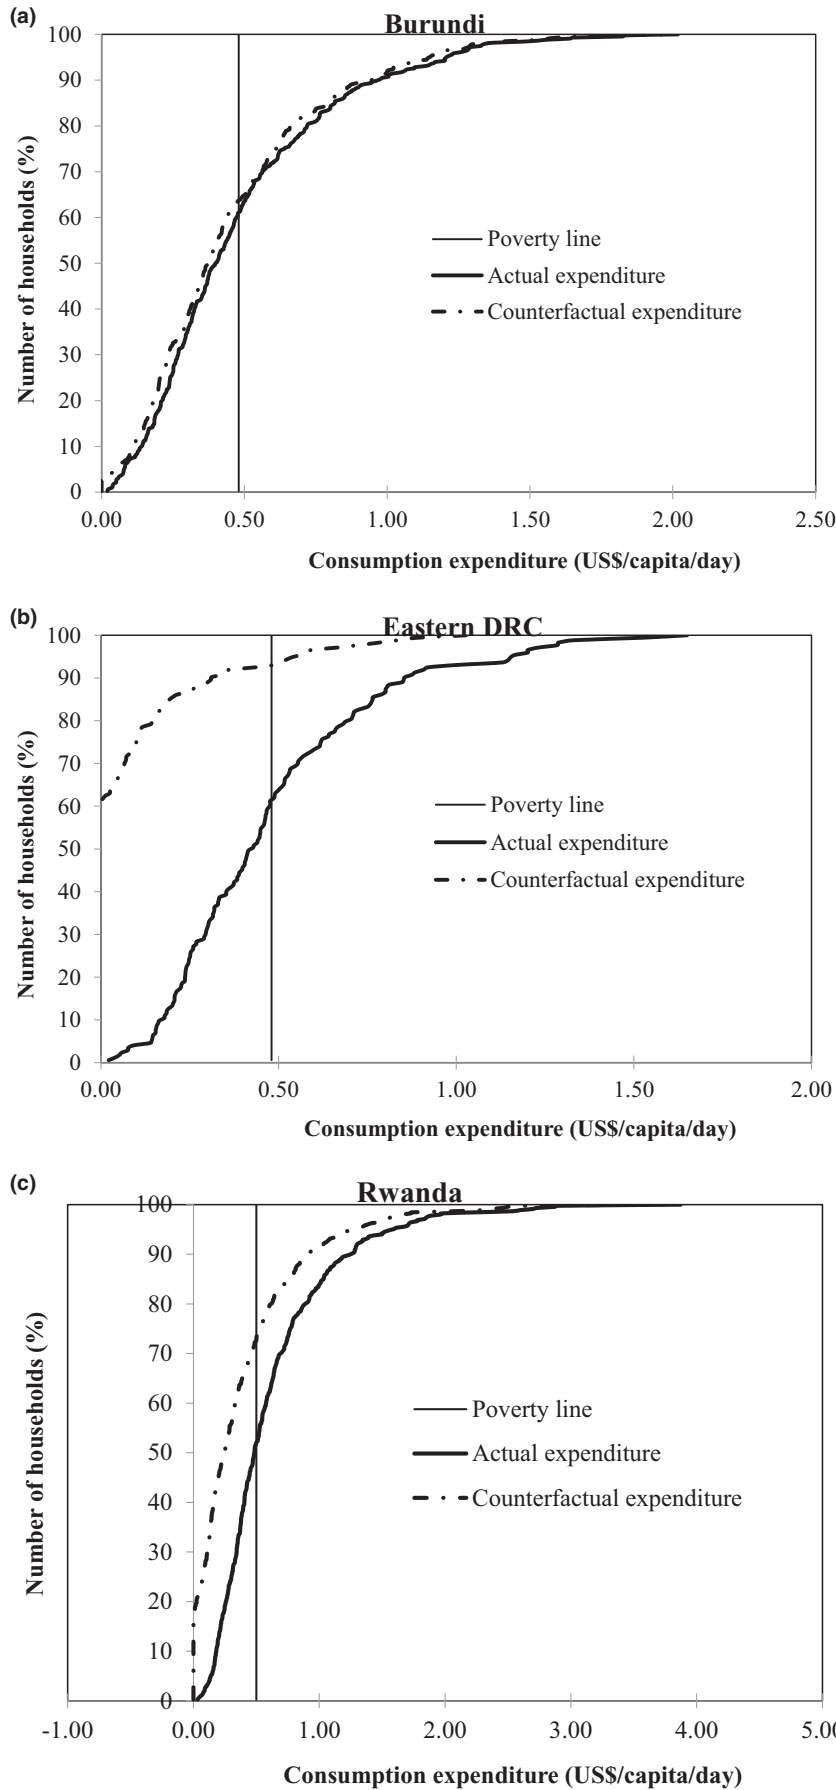 (a)
Burundi
100
90
80
70
60
50
40
30
20
10
0
Number of households (%)
Poverty line
Actual expenditure
Counterfactual expenditure
0.00 0.50 1.00 1.50 2.00 2.50
Consumption expenditure (US$/capita/day)
(b)
Eastern DRC
100
90
80
70
60
50
40
30
20
10
0
Number of households (%)
Poverty line
Actual expenditure
Counterfactual expenditure
0.00 0.50 1.00 1.50 2.00
Consumption expenditure (US$/capita/day)
(c)
Rwanda
100
90
80
70
60
50
40
30
20
10
0
Number of households (%)
Poverty line
Actual expenditure
Counterfactual expenditure
-1.00 0.00 1.00 2.00 3.00 4.00 5.00
Consumption expenditure (US$/capita/day)